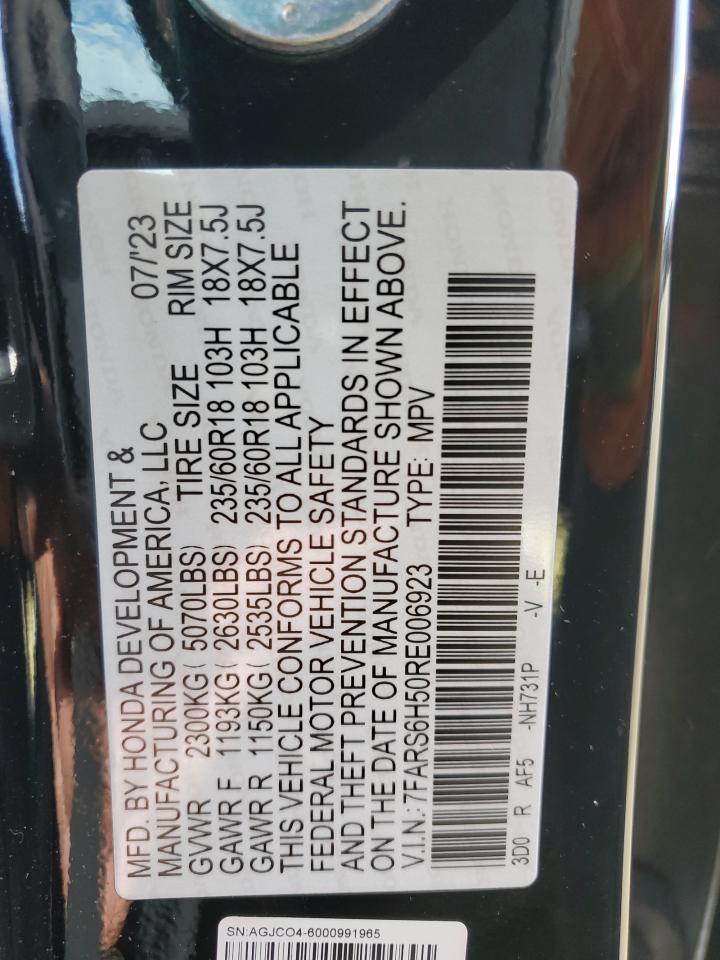 MFD. BY HONDA DEVELOPMENT & 07/'23
MANUFACTURING OF AMERICA, LLC
GVWR 2300KG( 5070LBS) TIRE SIZE RIM SIZE
GAWR F 1193KG( 2630LBS) 235/60R18 103H 18X7.5J
GAWR R 1150KG( 2535LBS) 235/60R18 103H 18X7.5J
THIS VEHICLE CONFORMS TO ALL APPLICABLE
FEDERAL MOTOR VEHICLE SAFETY
AND THEFT PREVENTION STANDARDS IN EFFECT
ON THE DATE OF MANUFACTURE SHOWN ABOVE.
V.I.N.: 7FARS6H50RE006923 TYPE: MPV
3D0 R AF5 -NH731P -V -E
SN:AGJCO4-6000991965